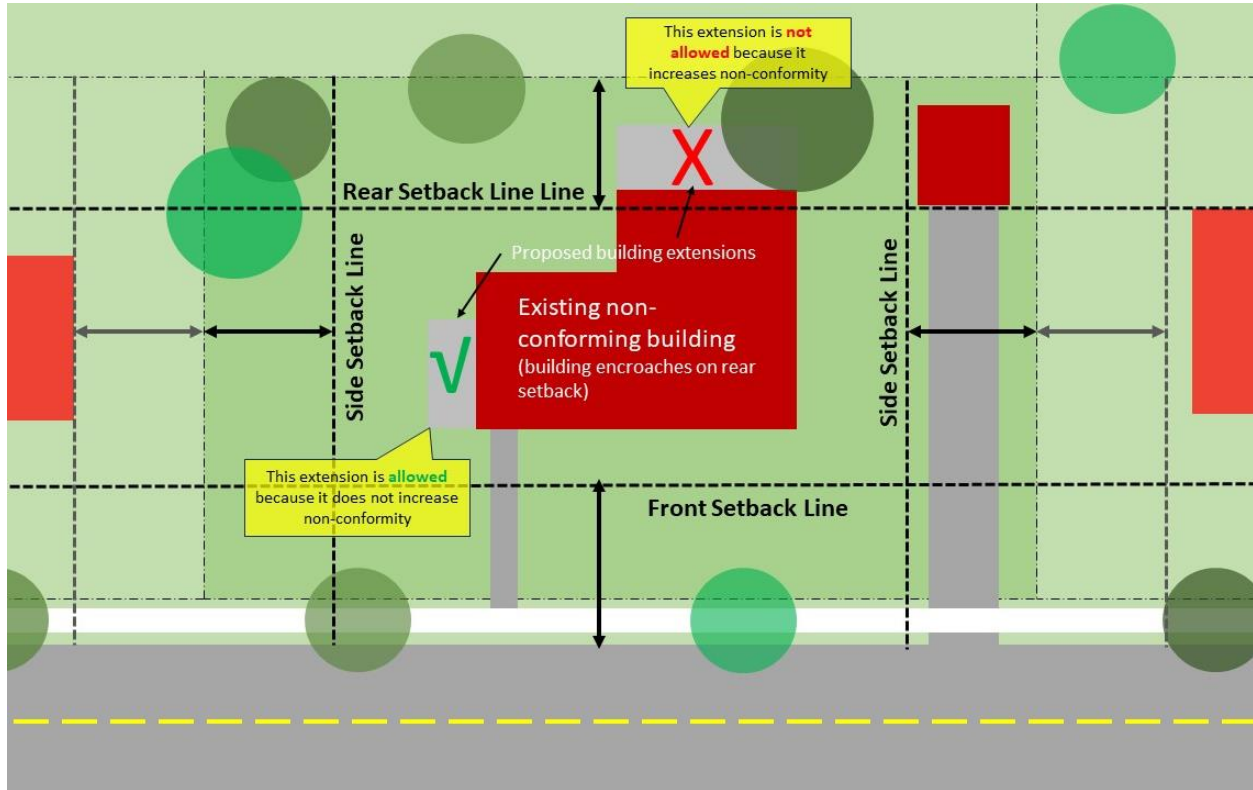 This extension is not
allowed because it
increases non-conformity
X
Rear Setback Line Line
Proposed building extensions
Side Setback Line
Side Setback Line
Existing non-
conforming building
(building encroaches on rear
setback)
√
This extension is allowed
because it does not increase
non-conformity
Front Setback Line